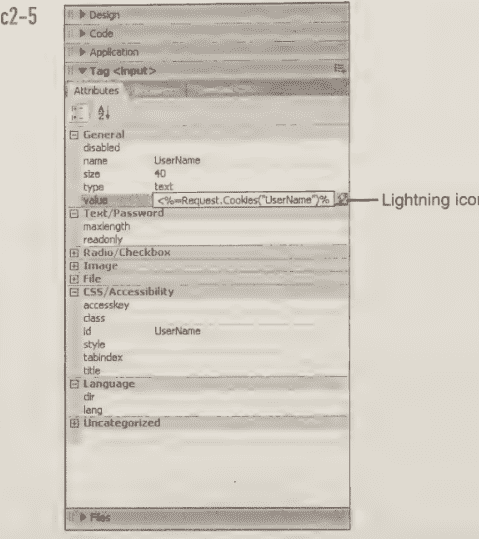 c2-5
Design
Code
Application
Tag <input>
Attributes
General
disabled
name UserName
size 40
type text
value <%=Request.Cookies("UserName")%
Lightning icon
Text/Password
maxlength
readonly
Radio/Checkbox
Image
File
CSS/Accessibility
accesskey
class
id UserName
style
tabindex
title
Language
dir
lang
Uncategorized
Files